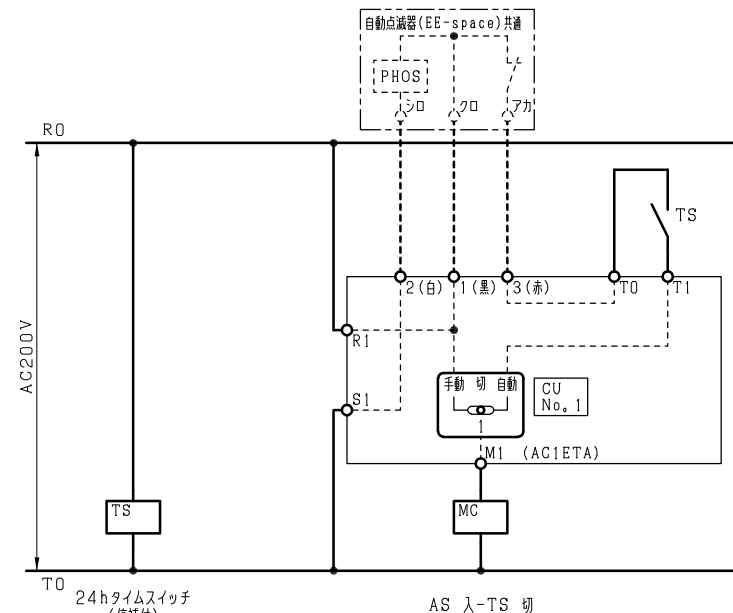 自動点滅器(EE-space)共通
PHOS
シロ
クロ
アカ
R0
TS
2(白)
1(黒)
3(赤)
T0
T1
AC200V
R1
手動 切 自動
CU
No。1
S1
1
M1 (AC1ETA)
TS
MC
T0
24hタイムスイッチ
AS 入-TS 切